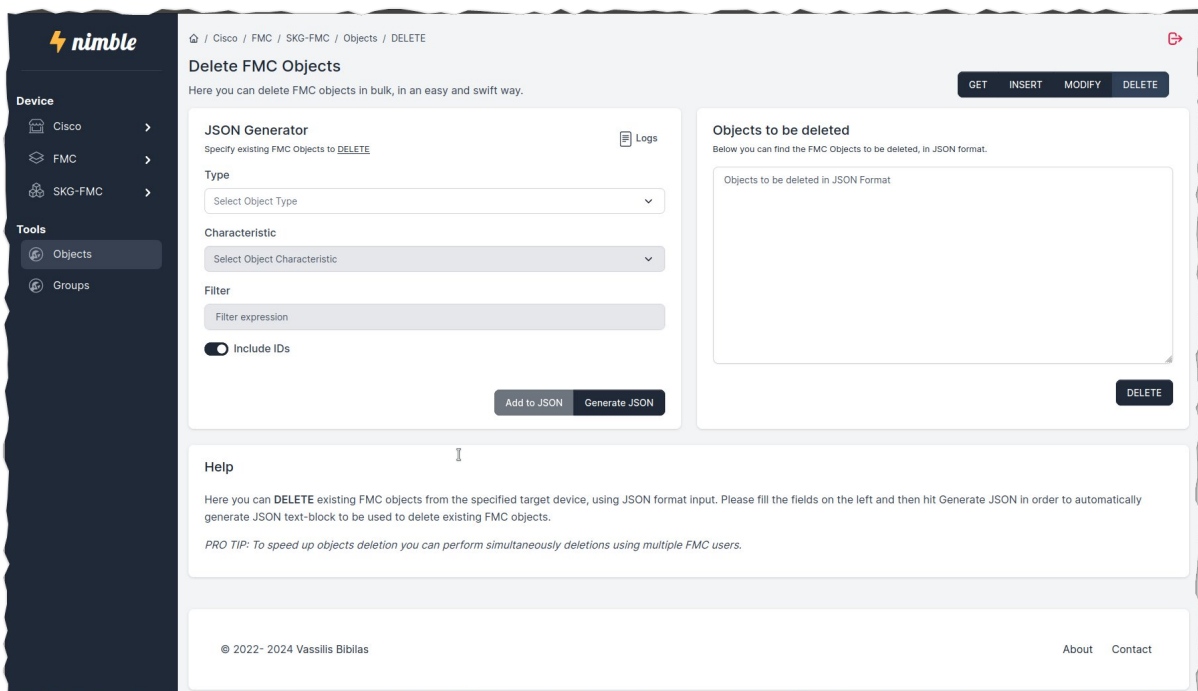 nimble
Device
Cisco
FMC
SKG-FMC
Tools
Objects
Groups
/ Cisco / FMC / SKG-FMC / Objects / DELETE
Delete FMC Objects
Here you can delete FMC objects in bulk, in an easy and swift way.
GET INSERT MODIFY DELETE
JSON Generator
Specify existing FMC Objects to DELETE
Logs
Type
Select Object Type
Characteristic
Select Object Characteristic
Filter
Filter expression
Include IDs
Add to JSON Generate JSON
Objects to be deleted
Below you can find the FMC Objects to be deleted, in JSON format.
Objects to be deleted in JSON Format
DELETE
Help
Here you can DELETE existing FMC objects from the specified target device, using JSON format input. Please fill the fields on the left and then hit Generate JSON in order to automatically
generate JSON text-block to be used to delete existing FMC objects.
PRO TIP: To speed up objects deletion you can perform simultaneously deletions using multiple FMC users.
© 2022- 2024 Vassilis Bibilas
About Contact